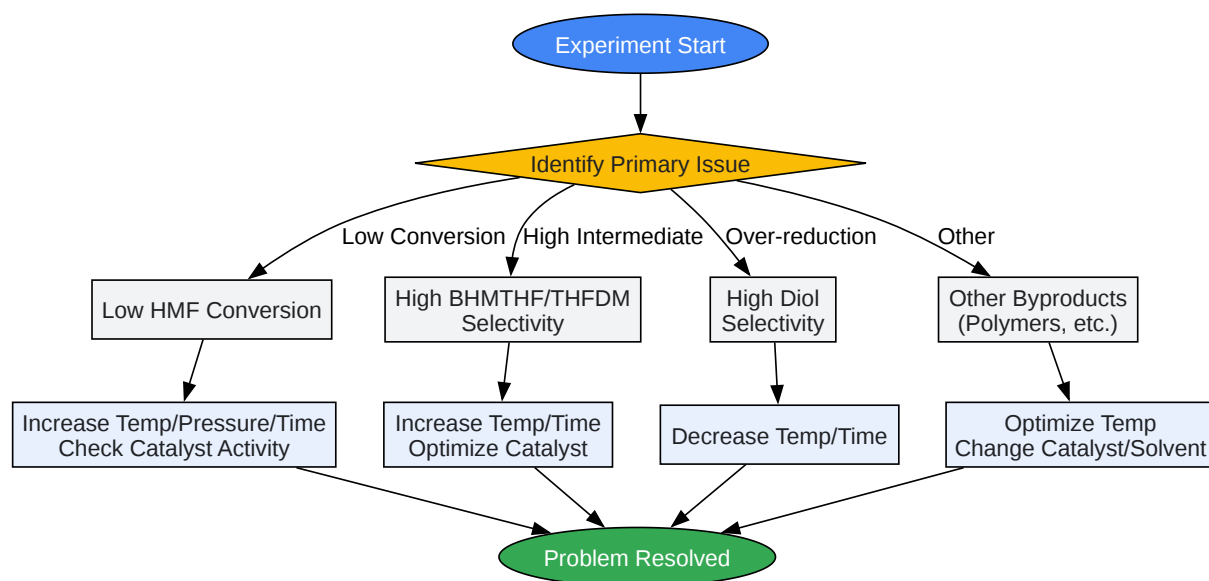 Experiment Start
Identify Primary Issue
Low Conversion
High Intermediate
Over-reduction
Other
Low HMF Conversion
High BHMTHF/THFDM
Selectivity
High Diol
Selectivity
Other Byproducts
(Polymers, etc.)
Increase Temp/Pressure/Time
Check Catalyst Activity
Increase Temp/Time
Optimize Catalyst
Decrease Temp/Time
Optimize Temp
Change Catalyst/Solvent
Problem Resolved